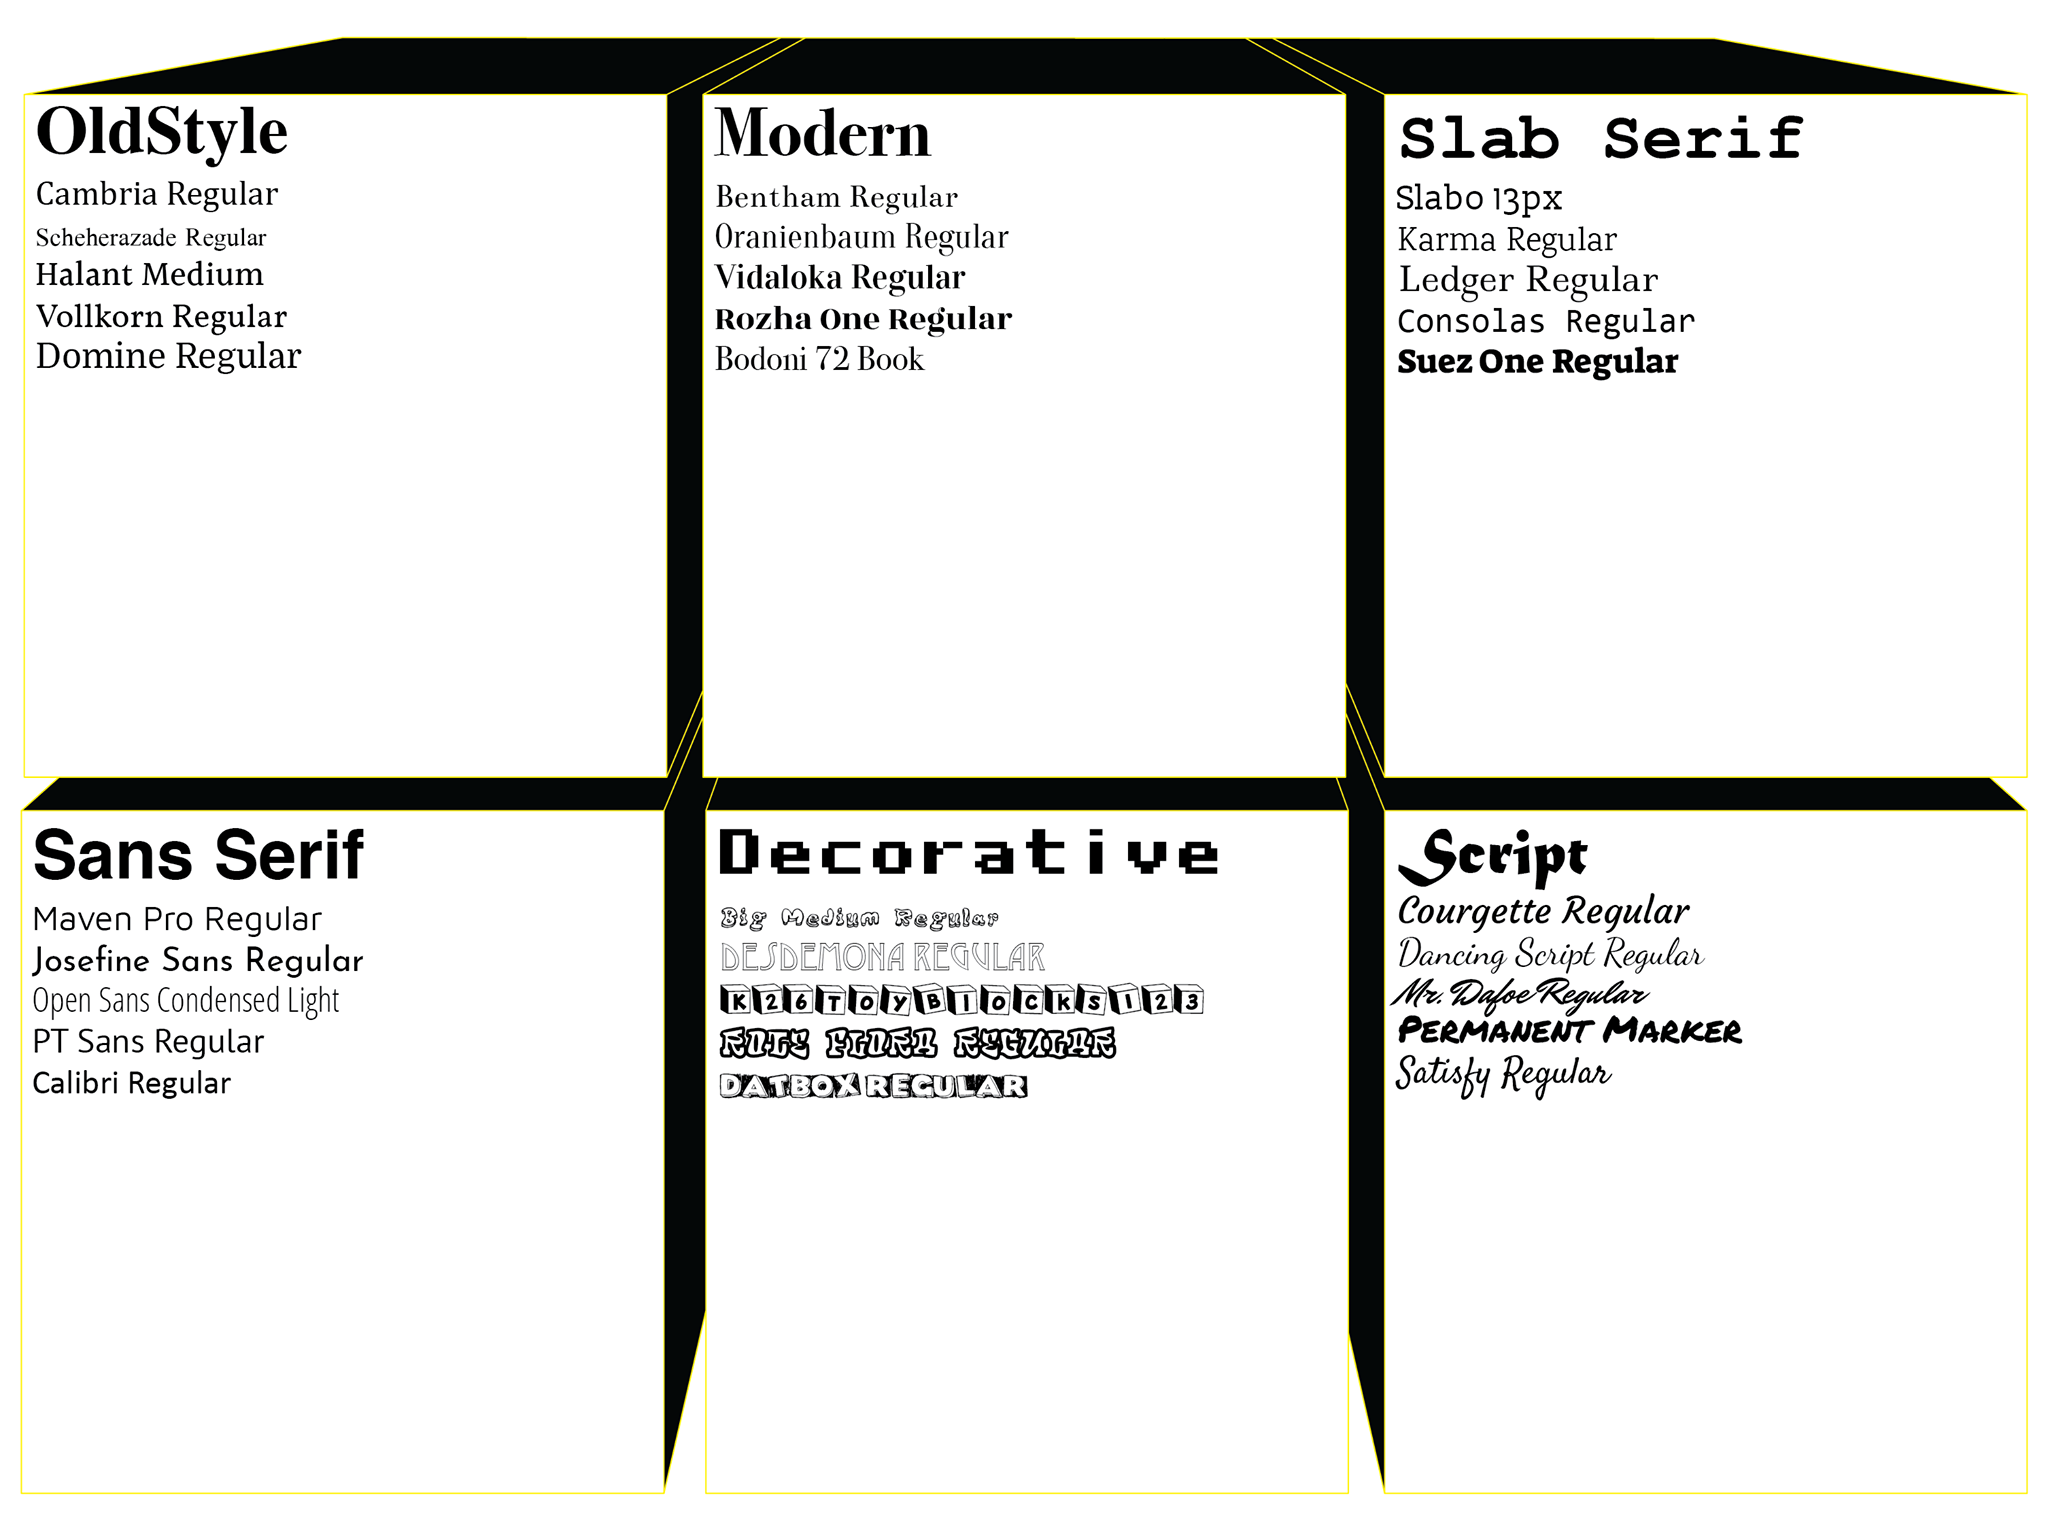 OldStyle
Cambria Regular
Scheherazade Regular
Halant Medium
Vollkorn Regular
Domine Regular
Modern
Bentham Regular
Oranienbaum Regular
Vidaloka Regular
Rozha One Regular
Bodoni 72 Book
Slab Serif
Slabo 13px
Karma Regular
Ledger Regular
Consolas Regular
Suez One Regular
Sans Serif
Maven Pro Regular
Josefine Sans Regular
Open Sans Condensed Light
PT Sans Regular
Calibri Regular
Decorative
Big Medium Regular
DESDEMONA REGULAR
K26TOYBlOCKS123
REGULAR
DATBOX REGULAR
Script
Courgette Regular
Dancing Script Regular
Mr. Dafoe Regular
PERMANENT MARKER
Satisfy Regular